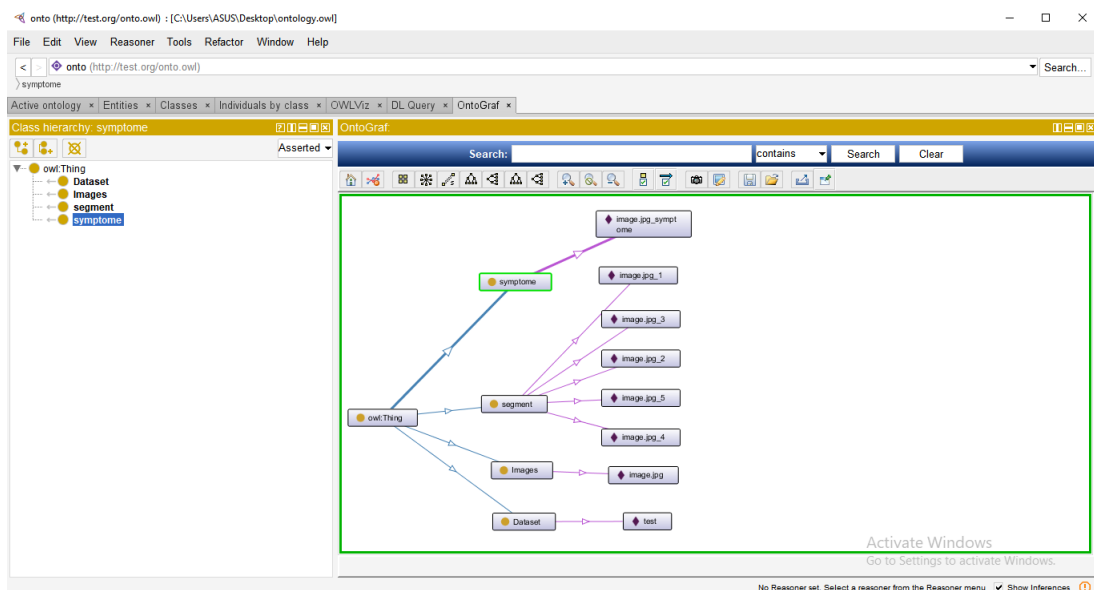 onto (http://test.org/onto.owl) : [C:\Users\ASUS\Desktop\ontology.owl]
File Edit View Reasoner Tools Refactor Window Help
< > onto (http://test.org/onto.owl) Search...
symptome
Active ontology × Entities × Classes × Individuals by class × OWLViz × DL Query × OntoGraf ×
Class hierarchy: symptome
Asserted
owl:Thing
Dataset
Images
segment
symptome
OntoGraf:
Search: contains Search Clear
image.jpg_sympt
ome
symptome
image.jpg_1
image.jpg_3
image.jpg_2
segment
image.jpg_5
owl:Thing
image.jpg_4
Images
image.jpg
Dataset
test
Activate Windows
Go to Settings to activate Windows.
No Reasoner set. Select a reasoner from the Reasoner menu Show Inferences